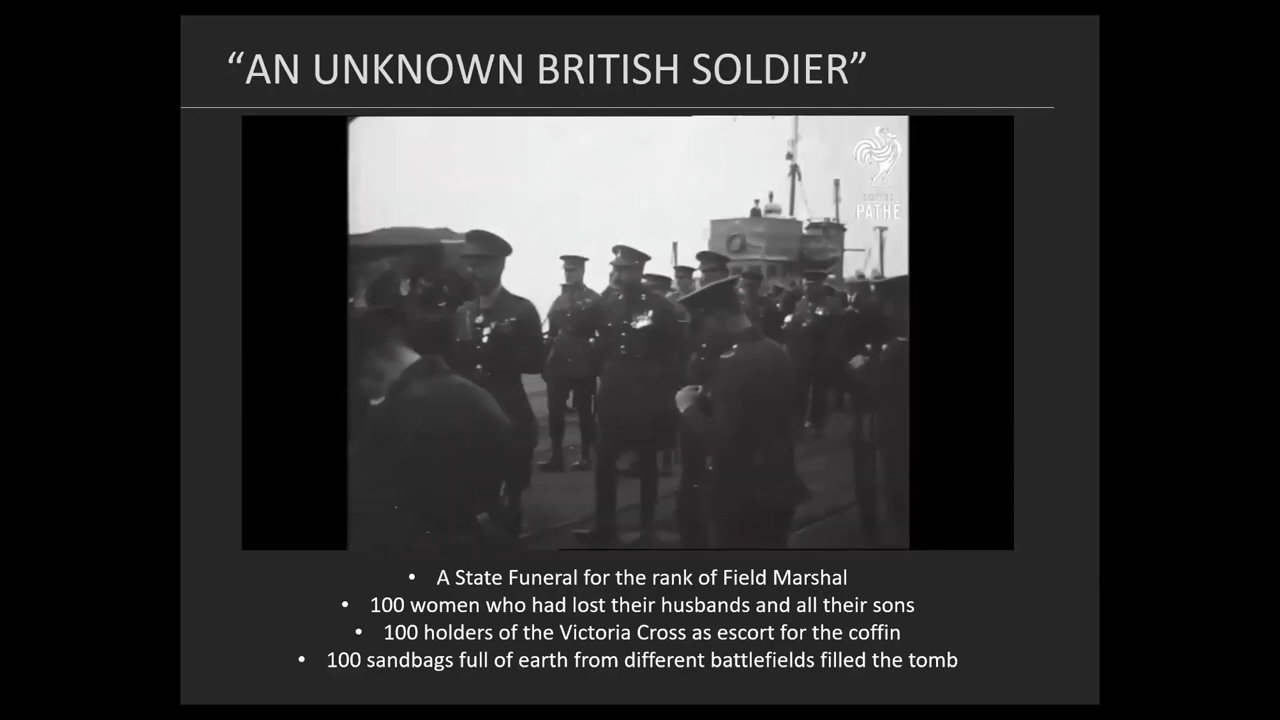 “AN UNKNOWN BRITISH SOLDIER”
PATHE
• A State Funeral for the rank of Field Marshal
• 100 women who had lost their husbands and all their sons
• 100 holders of the Victoria Cross as escort for the coffin
• 100 sandbags full of earth from different battlefields filled the tomb